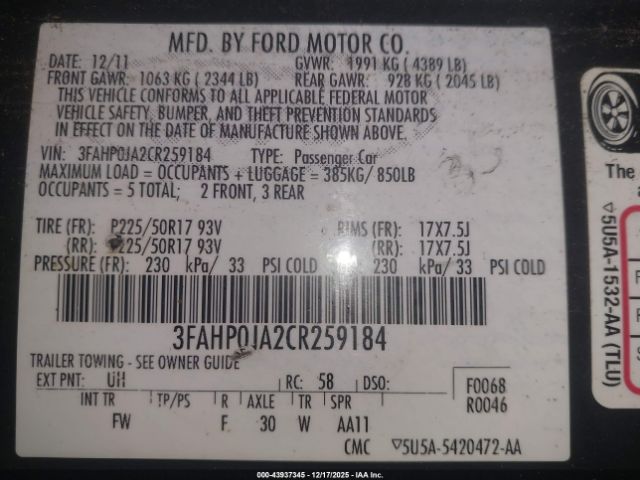 MFD. BY FORD MOTOR CO.
DATE: 12/11 GVWR: 1991 KG ( 4389 LB)
FRONT GAWR: 1063 KG ( 2344 LB) REAR GAWR: 928 KG ( 2045 LB)
THIS VEHICLE CONFORMS TO ALL APPLICABLE FEDERAL MOTOR
VEHICLE SAFETY, BUMPER, AND THEFT PREVENTION STANDARDS
IN EFFECT ON THE DATE OF MANUFACTURE SHOWN ABOVE.
VIN: 3FAHP0JA2CR259184 TYPE: Passenger Car
MAXIMUM LOAD = OCCUPANTS + LUGGAGE = 385KG/ 850LB
OCCUPANTS = 5 TOTAL; 2 FRONT, 3 REAR
TIRE (FR): P225/50R17 93V RIMS (FR): 17X7.5J
(RR): P225/50R17 93V (RR): 17X7.5J
PRESSURE (FR): 230 kPa/ 33 PSI COLD 230 kPa/ 33 PSI COLD
3FAHP0JA2CR259184
TRAILER TOWING - SEE OWNER GUIDE
EXT PNT: UH RC: 58 DSO: F0068
INT TR TP/PS R AXLE TR SPR R0046
FW F 30 W AA11
CMC ▽5U5A-5420472-AA
The
▽5U5A-1532-AA (TLU)
000-43937345 - 12/17/2025 - IAA Inc.